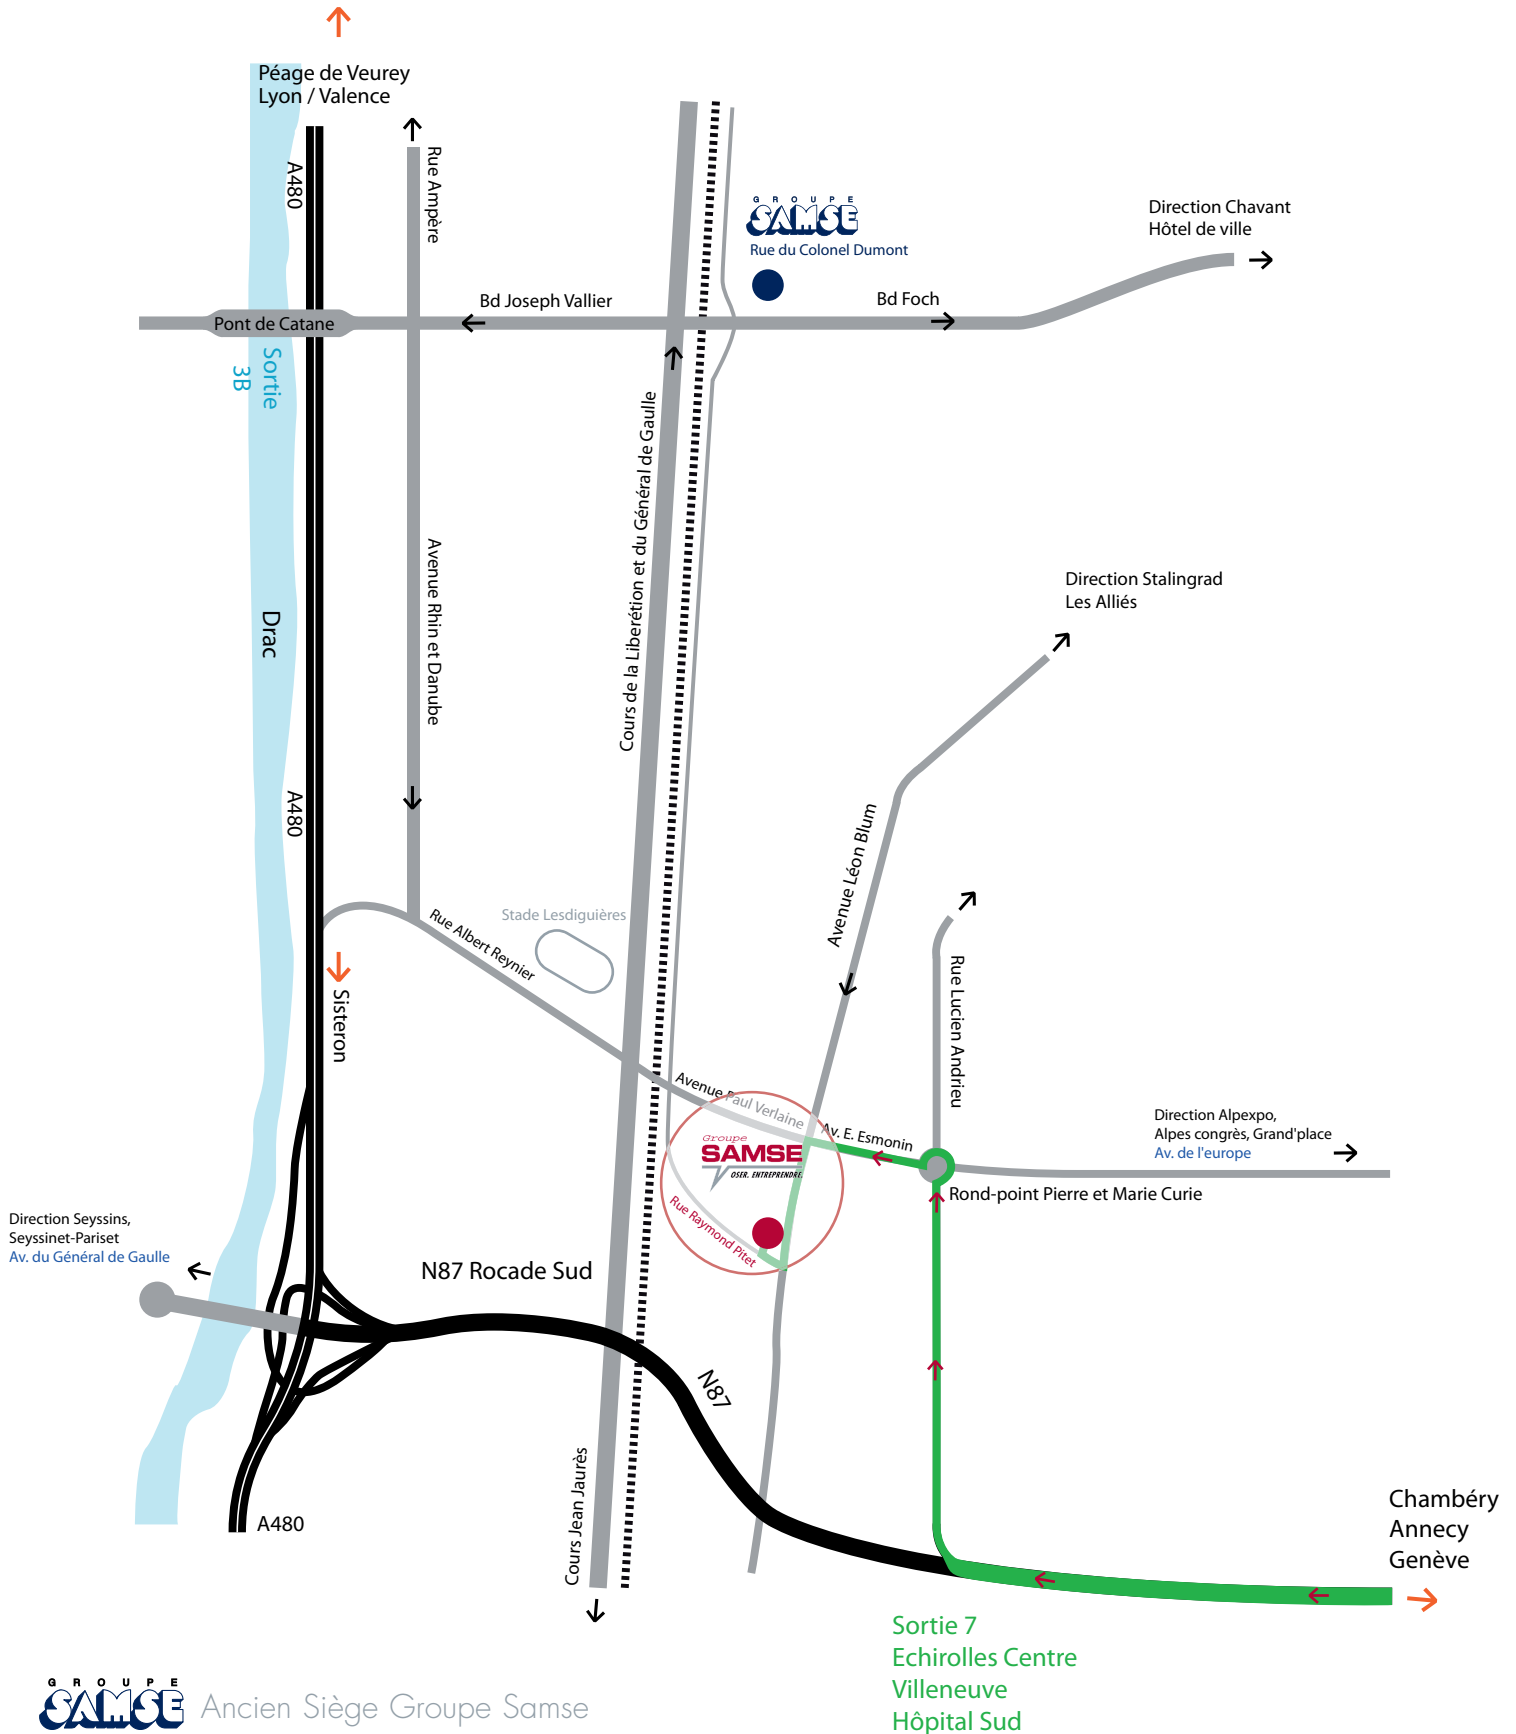 Péage de Veurey
Lyon / Valence
A480
Rue Ampère
GROUPE
SAMSE
Rue du Colonel Dumont
Direction Chavant
Hôtel de ville
Bd Joseph Vallier
Bd Foch
Pont de Catane
Sortie
3B
Cours de la Liberétion et du Général de Gaulle
Avenue Rhin et Danube
Direction Stalingrad
Les Alliés
Drac
A480
Avenue Léon Blum
Stade Lesdiguières
Rue Albert Reynier
Rue Lucien Andrieu
Sisteron
Avenue Paul Verlaine
Av. E. Esmonin
Direction Alpexpo,
Alpes congrès, Grand'place
Av. de l'europe
Groupe
SAMSE
OSER. ENTREPRENDRE.
Rond-point Pierre et Marie Curie
Rue Raymond Pitet
Direction Seyssins,
Seyssinet-Pariset
Av. du Général de Gaulle
N87 Rocade Sud
N87
Cours Jean Jaurès
A480
Chambéry
Annecy
Genève
Sortie 7
Echirolles Centre
Villeneuve
Hôpital Sud
GROUPE
SAMSE
Ancien Siège Groupe Samse